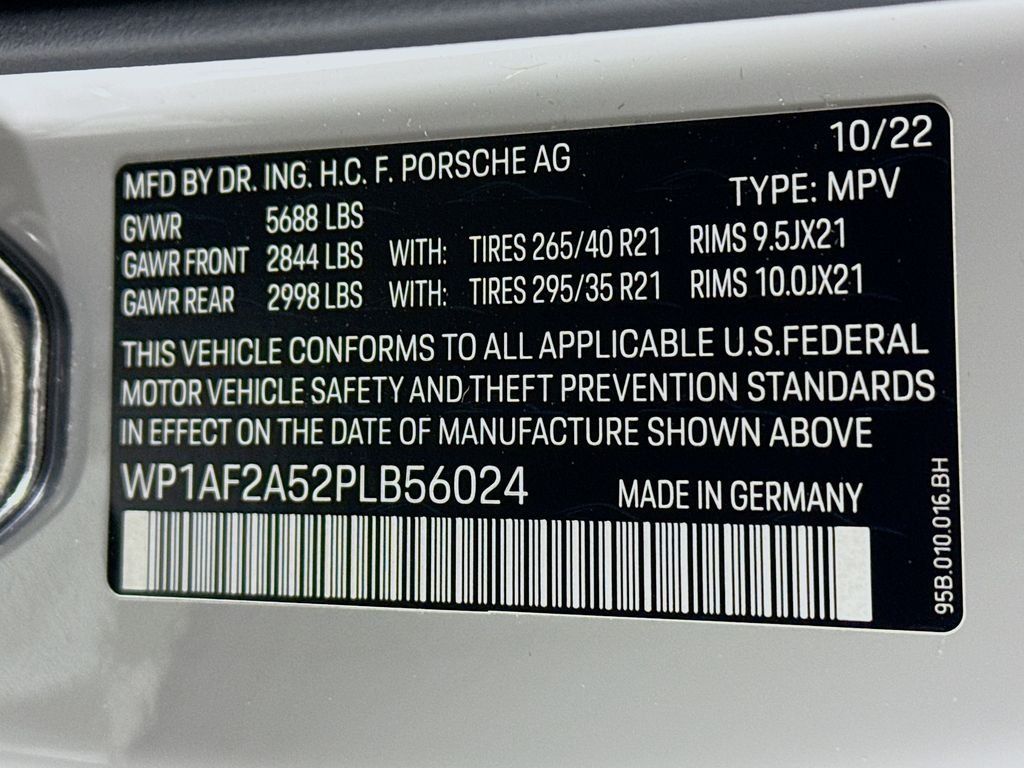 10/22
MFD BY DR. ING. H.C. F. PORSCHE AG
TYPE: MPV
GVWR 5688 LBS
GAWR FRONT 2844 LBS WITH: TIRES 265/40 R21 RIMS 9.5JX21
GAWR REAR 2998 LBS WITH: TIRES 295/35 R21 RIMS 10.0JX21
THIS VEHICLE CONFORMS TO ALL APPLICABLE U.S.FEDERAL
MOTOR VEHICLE SAFETY AND THEFT PREVENTION STANDARDS
IN EFFECT ON THE DATE OF MANUFACTURE SHOWN ABOVE
WP1AF2A52PLB56024 MADE IN GERMANY
95B.010.016.BH